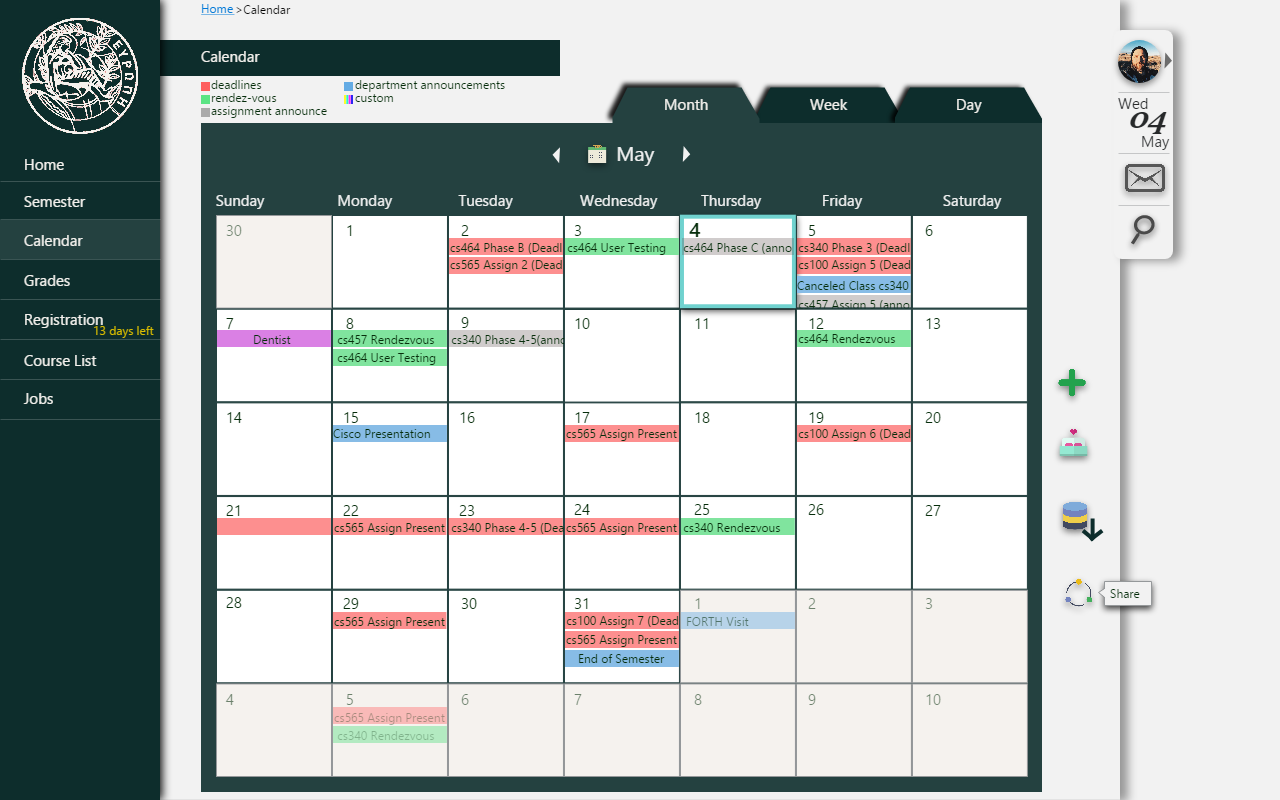 Home >Calendar
ΕΥΡΩΠΗ
Calendar
deadlines
department announcements
rendez-vous
custom
assignment announce
Month
Week
Day
Wed
04
May
Home
Semester
Calendar
Grades
Registration
13 days left
Course List
Jobs
May
Sunday Monday Tuesday Wednesday Thursday Friday Saturday
30 1 2 3 4 5 6
cs464 Phase B (Deadl
cs565 Assign 2 (Dead
cs464 User Testing
cs464 Phase C (anno
cs340 Phase 3 (Deadl
cs100 Assign 5 (Dead
Canceled Class cs340
cs457 Assign 5 (anno
7 8 9 10 11 12 13
Dentist
cs457 Rendezvous
cs464 User Testing
cs340 Phase 4-5(anno
cs464 Rendezvous
14 15 16 17 18 19 20
Cisco Presentation
cs565 Assign Present
cs100 Assign 6 (Dead
21 22 23 24 25 26 27
cs565 Assign Present
cs340 Phase 4-5 (Dea
cs565 Assign Present
cs340 Rendezvous
28 29 30 31 1 2 3
cs565 Assign Present
cs100 Assign 7 (Dead
cs565 Assign Present
End of Semester
FORTH Visit
4 5 6 7 8 9 10
cs565 Assign Present
cs340 Rendezvous
Share